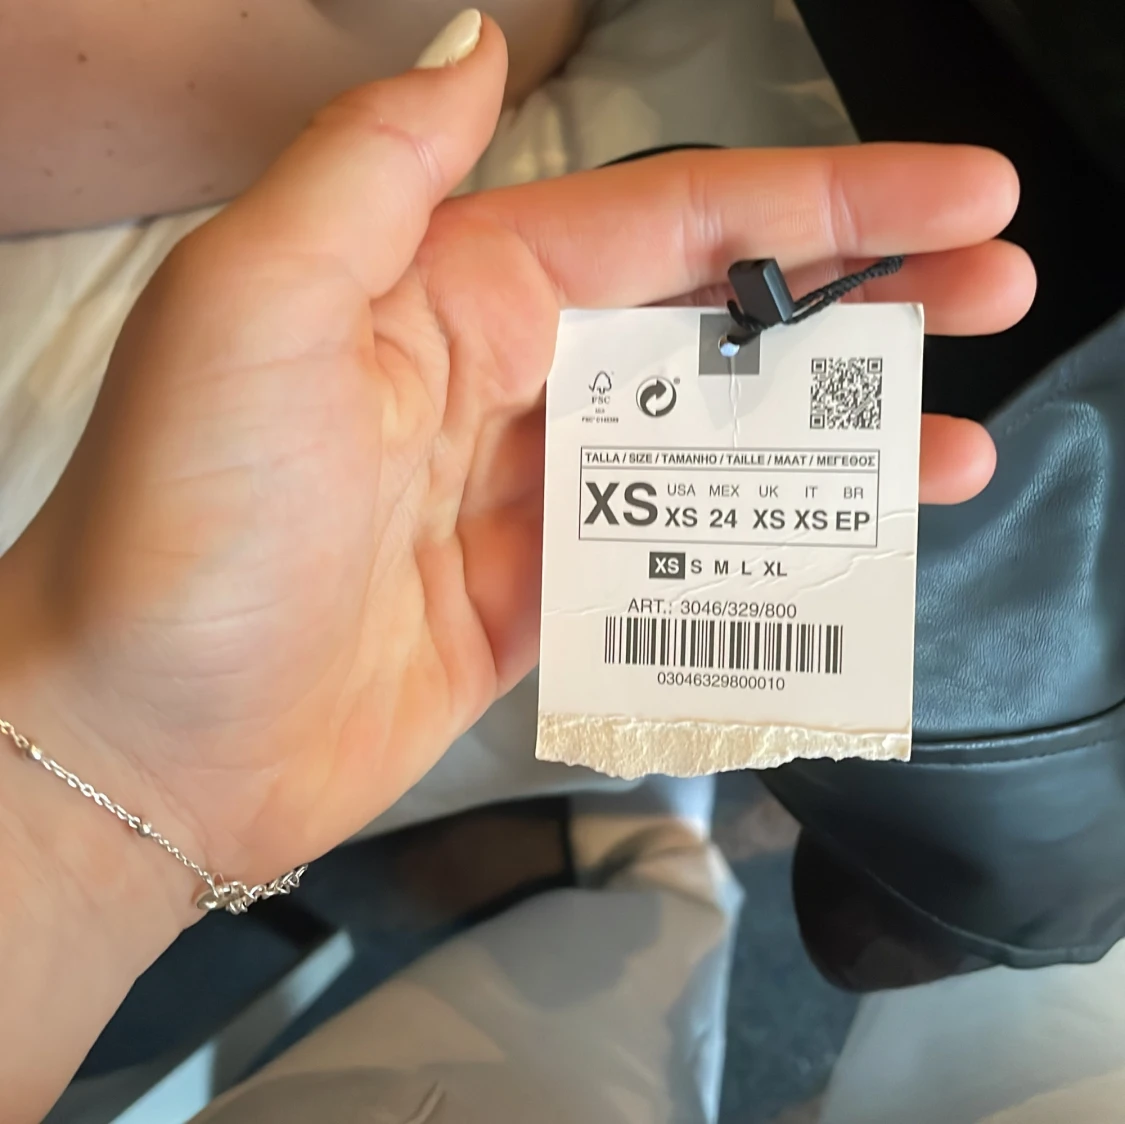 FSC
TALLA / SIZE / TAMANHO / TAILLE / MAAT / ΜΕΓΕΘΟΣ
XS
USA MEX UK IT BR
XS 24 XS XS EP
XS S M L XL
ART.: 3046/329/800
03046329800010